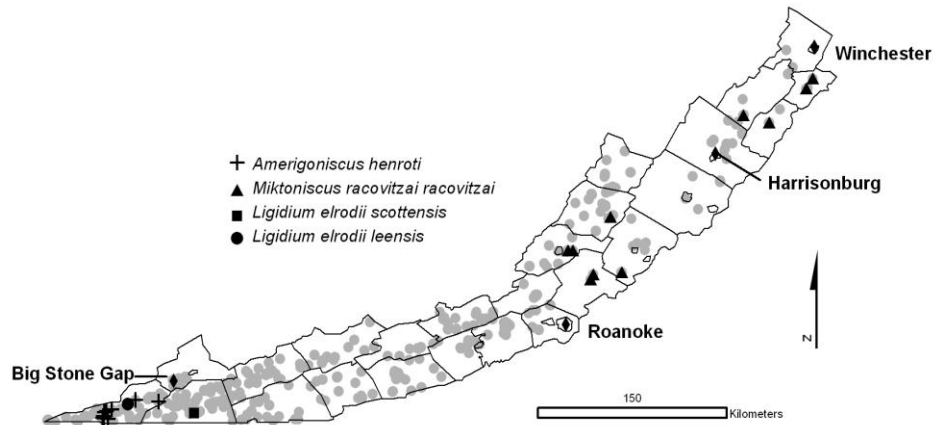 Winchester
Amerigoniscus henroti
Miktoniscus racovitzai racovitzai
Ligidium elrodii scottensis
Ligidium elrodii leensis
Harrisonburg
Roanoke
N
Big Stone Gap
150
Kilometers